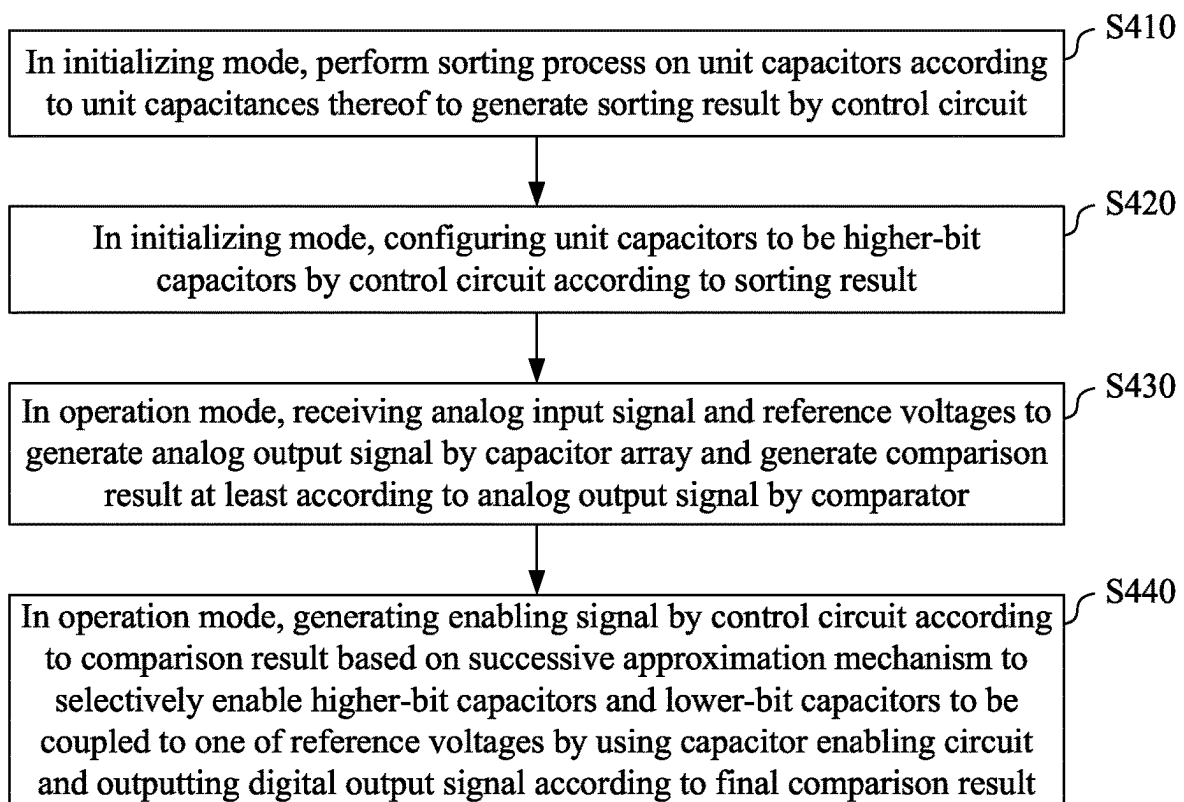 S410
In initializing mode, perform sorting process on unit capacitors according
to unit capacitances thereof to generate sorting result by control circuit
S420
In initializing mode, configuring unit capacitors to be higher-bit
capacitors by control circuit according to sorting result
S430
In operation mode, receiving analog input signal and reference voltages to
generate analog output signal by capacitor array and generate comparison
result at least according to analog output signal by comparator
S440
In operation mode, generating enabling signal by control circuit according
to comparison result based on successive approximation mechanism to
selectively enable higher-bit capacitors and lower-bit capacitors to be
coupled to one of reference voltages by using capacitor enabling circuit
and outputting digital output signal according to final comparison result